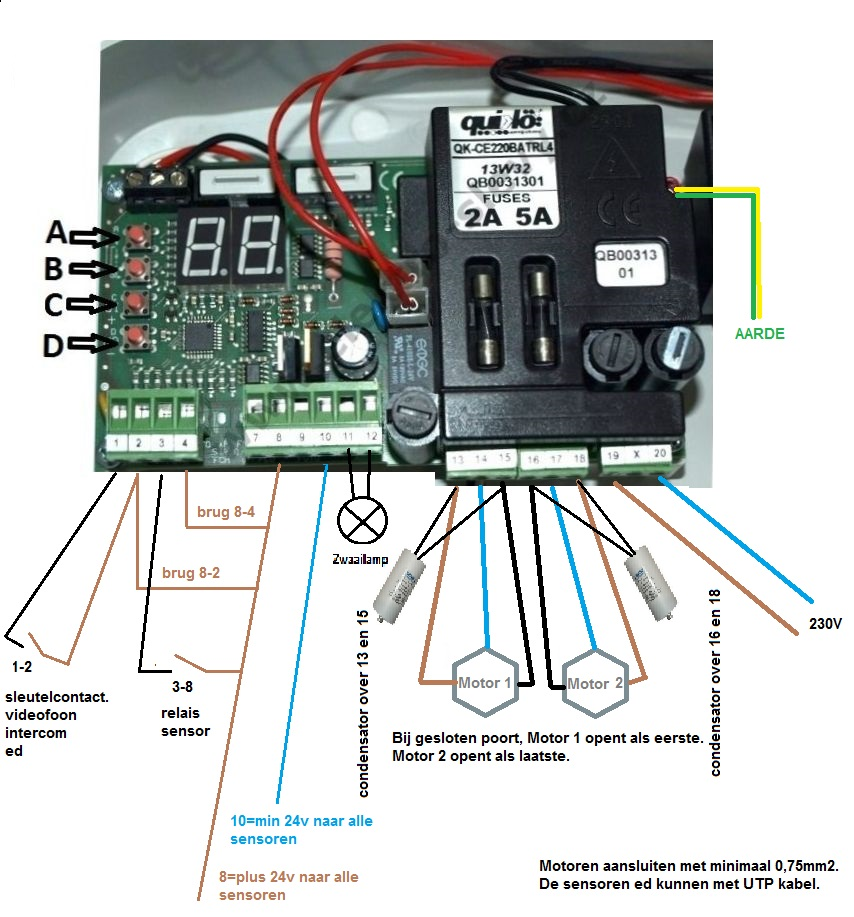 quiko:
QK-CE220BATRL4
13W32
QB0031301
FUSES
2A 5A
QB00313
01
A
B
C
D
AARDE
1 2 3 4
7 8 9 10 11 12
13 14 15
16 17 18
19 X 20
brug 8-4
brug 8-2
Zwaailamp
230V
1-2
sleutelcontact.
videofoon
intercom
ed
3-8
relais
sensor
condensator over 13 en 15
Motor 1
Motor 2
condensator over 16 en 18
Bij gesloten poort, Motor 1 opent als eerste.
Motor 2 opent als laatste.
10=min 24v naar alle
sensoren
8=plus 24v naar alle
sensoren
Motoren aansluiten met minimaal 0,75mm2.
De sensoren ed kunnen met UTP kabel.